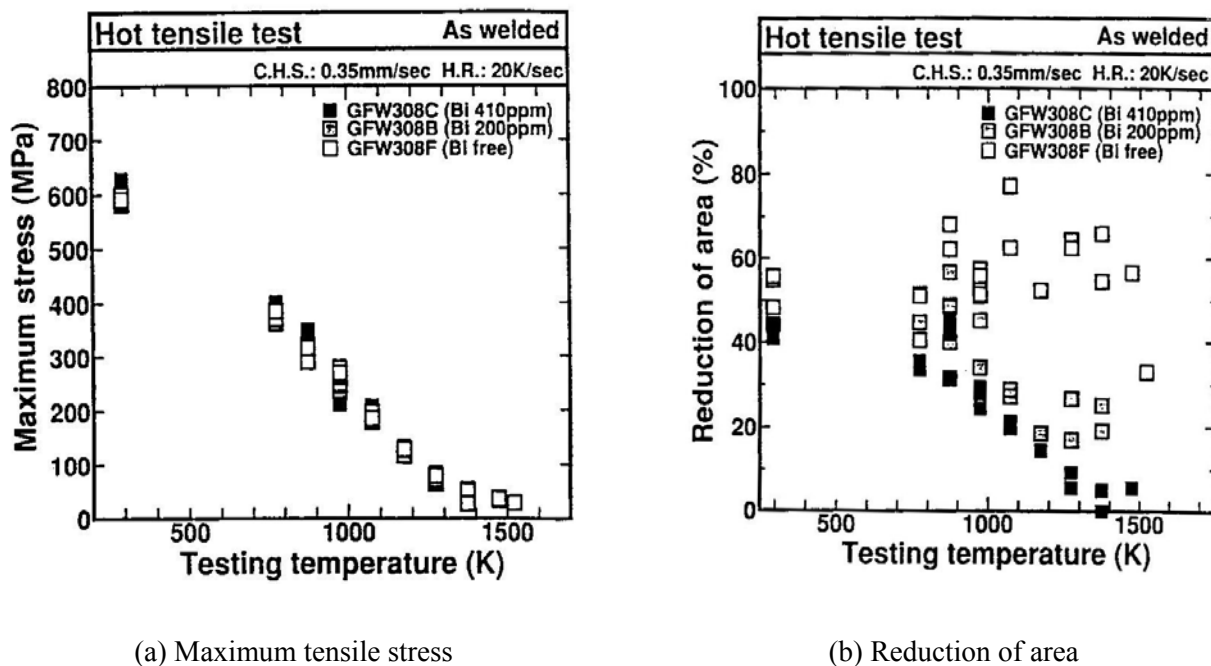 Hot tensile test As welded
C.H.S.: 0.35mm/sec H.R.: 20K/sec
800
700
600
500
400
300
200
100
0
GFW308C (Bi 410ppm)
GFW308B (Bi 200ppm)
GFW308F (Bi free)
Maximum stress (MPa)
500 1000 1500
Testing temperature (K)
(a) Maximum tensile stress
Hot tensile test As welded
C.H.S.: 0.35mm/sec H.R.: 20K/sec
100
80
60
40
20
0
GFW308C (Bi 410ppm)
GFW308B (Bi 200ppm)
GFW308F (Bi free)
Reduction of area (%)
500 1000 1500
Testing temperature (K)
(b) Reduction of area